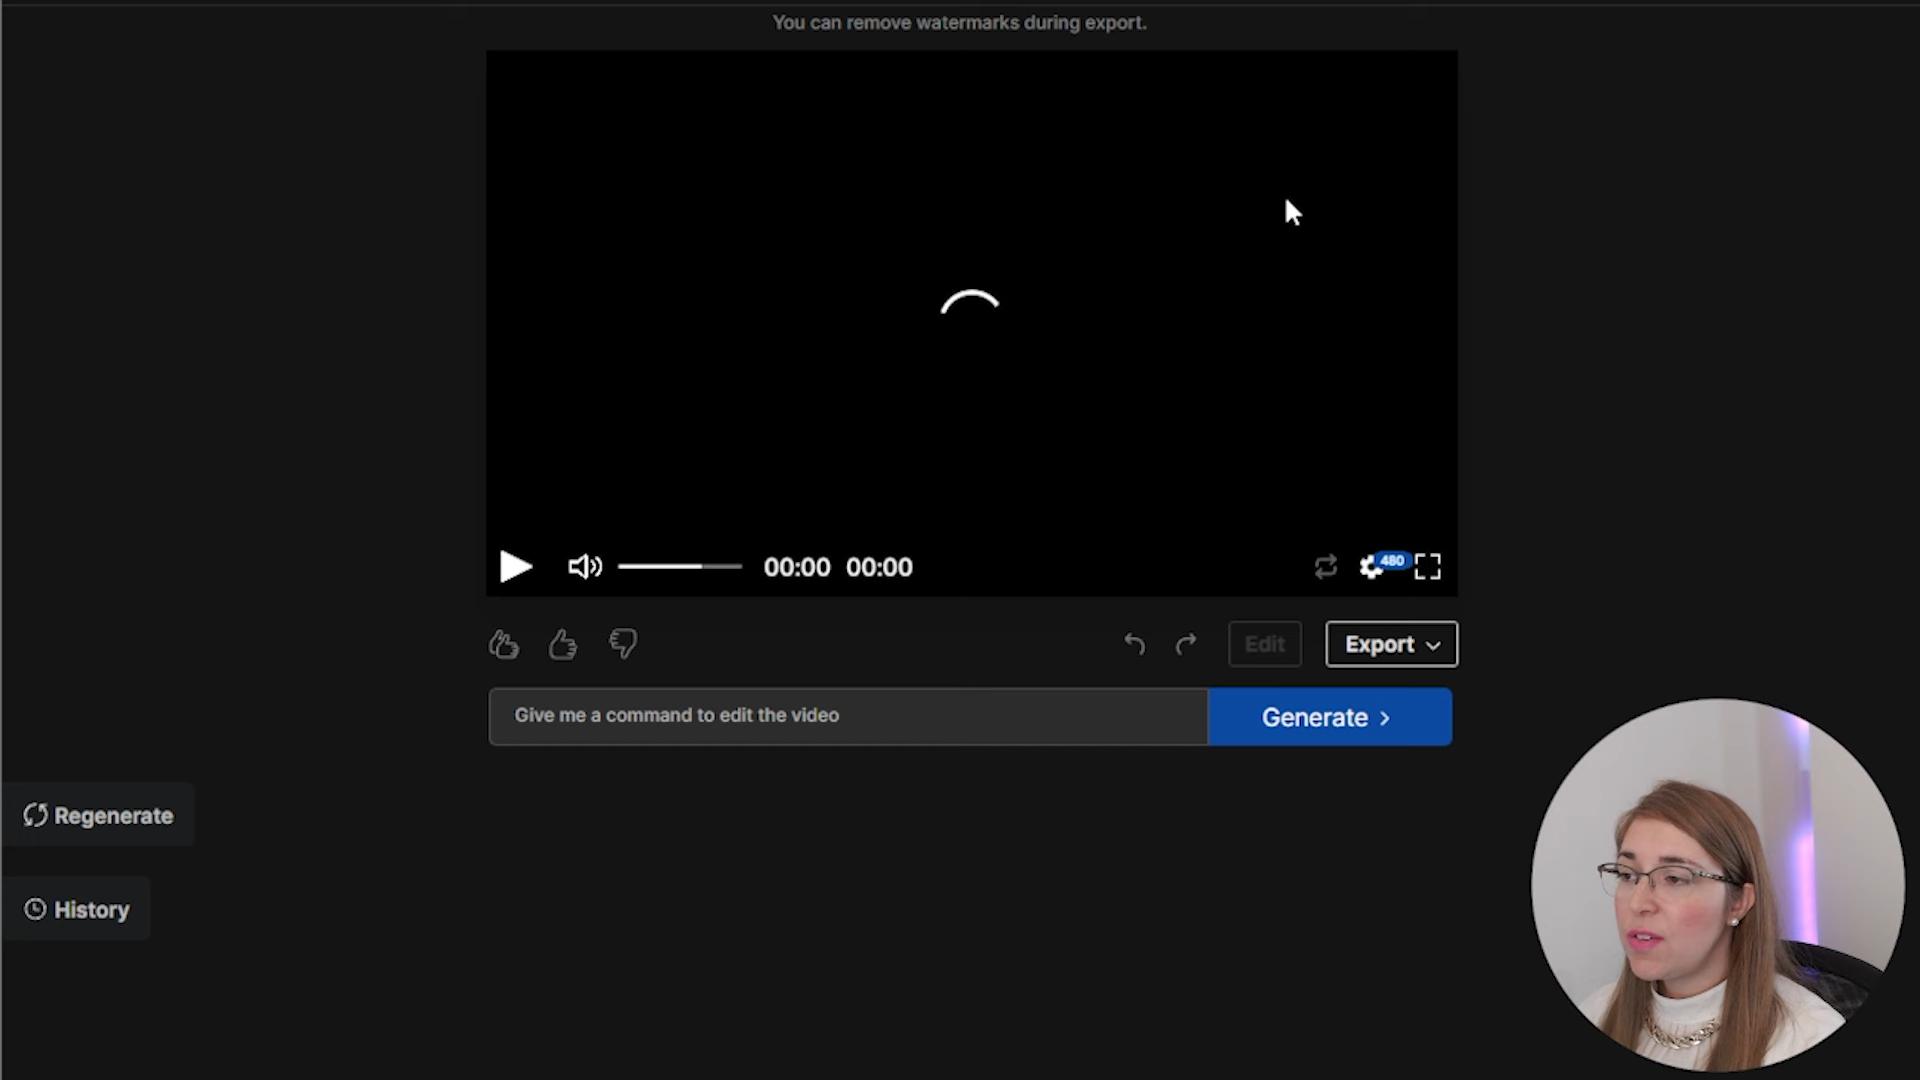 You can remove watermarks during export.
00:00 00:00
480
Edit
Export
Give me a command to edit the video
Generate
Regenerate
History